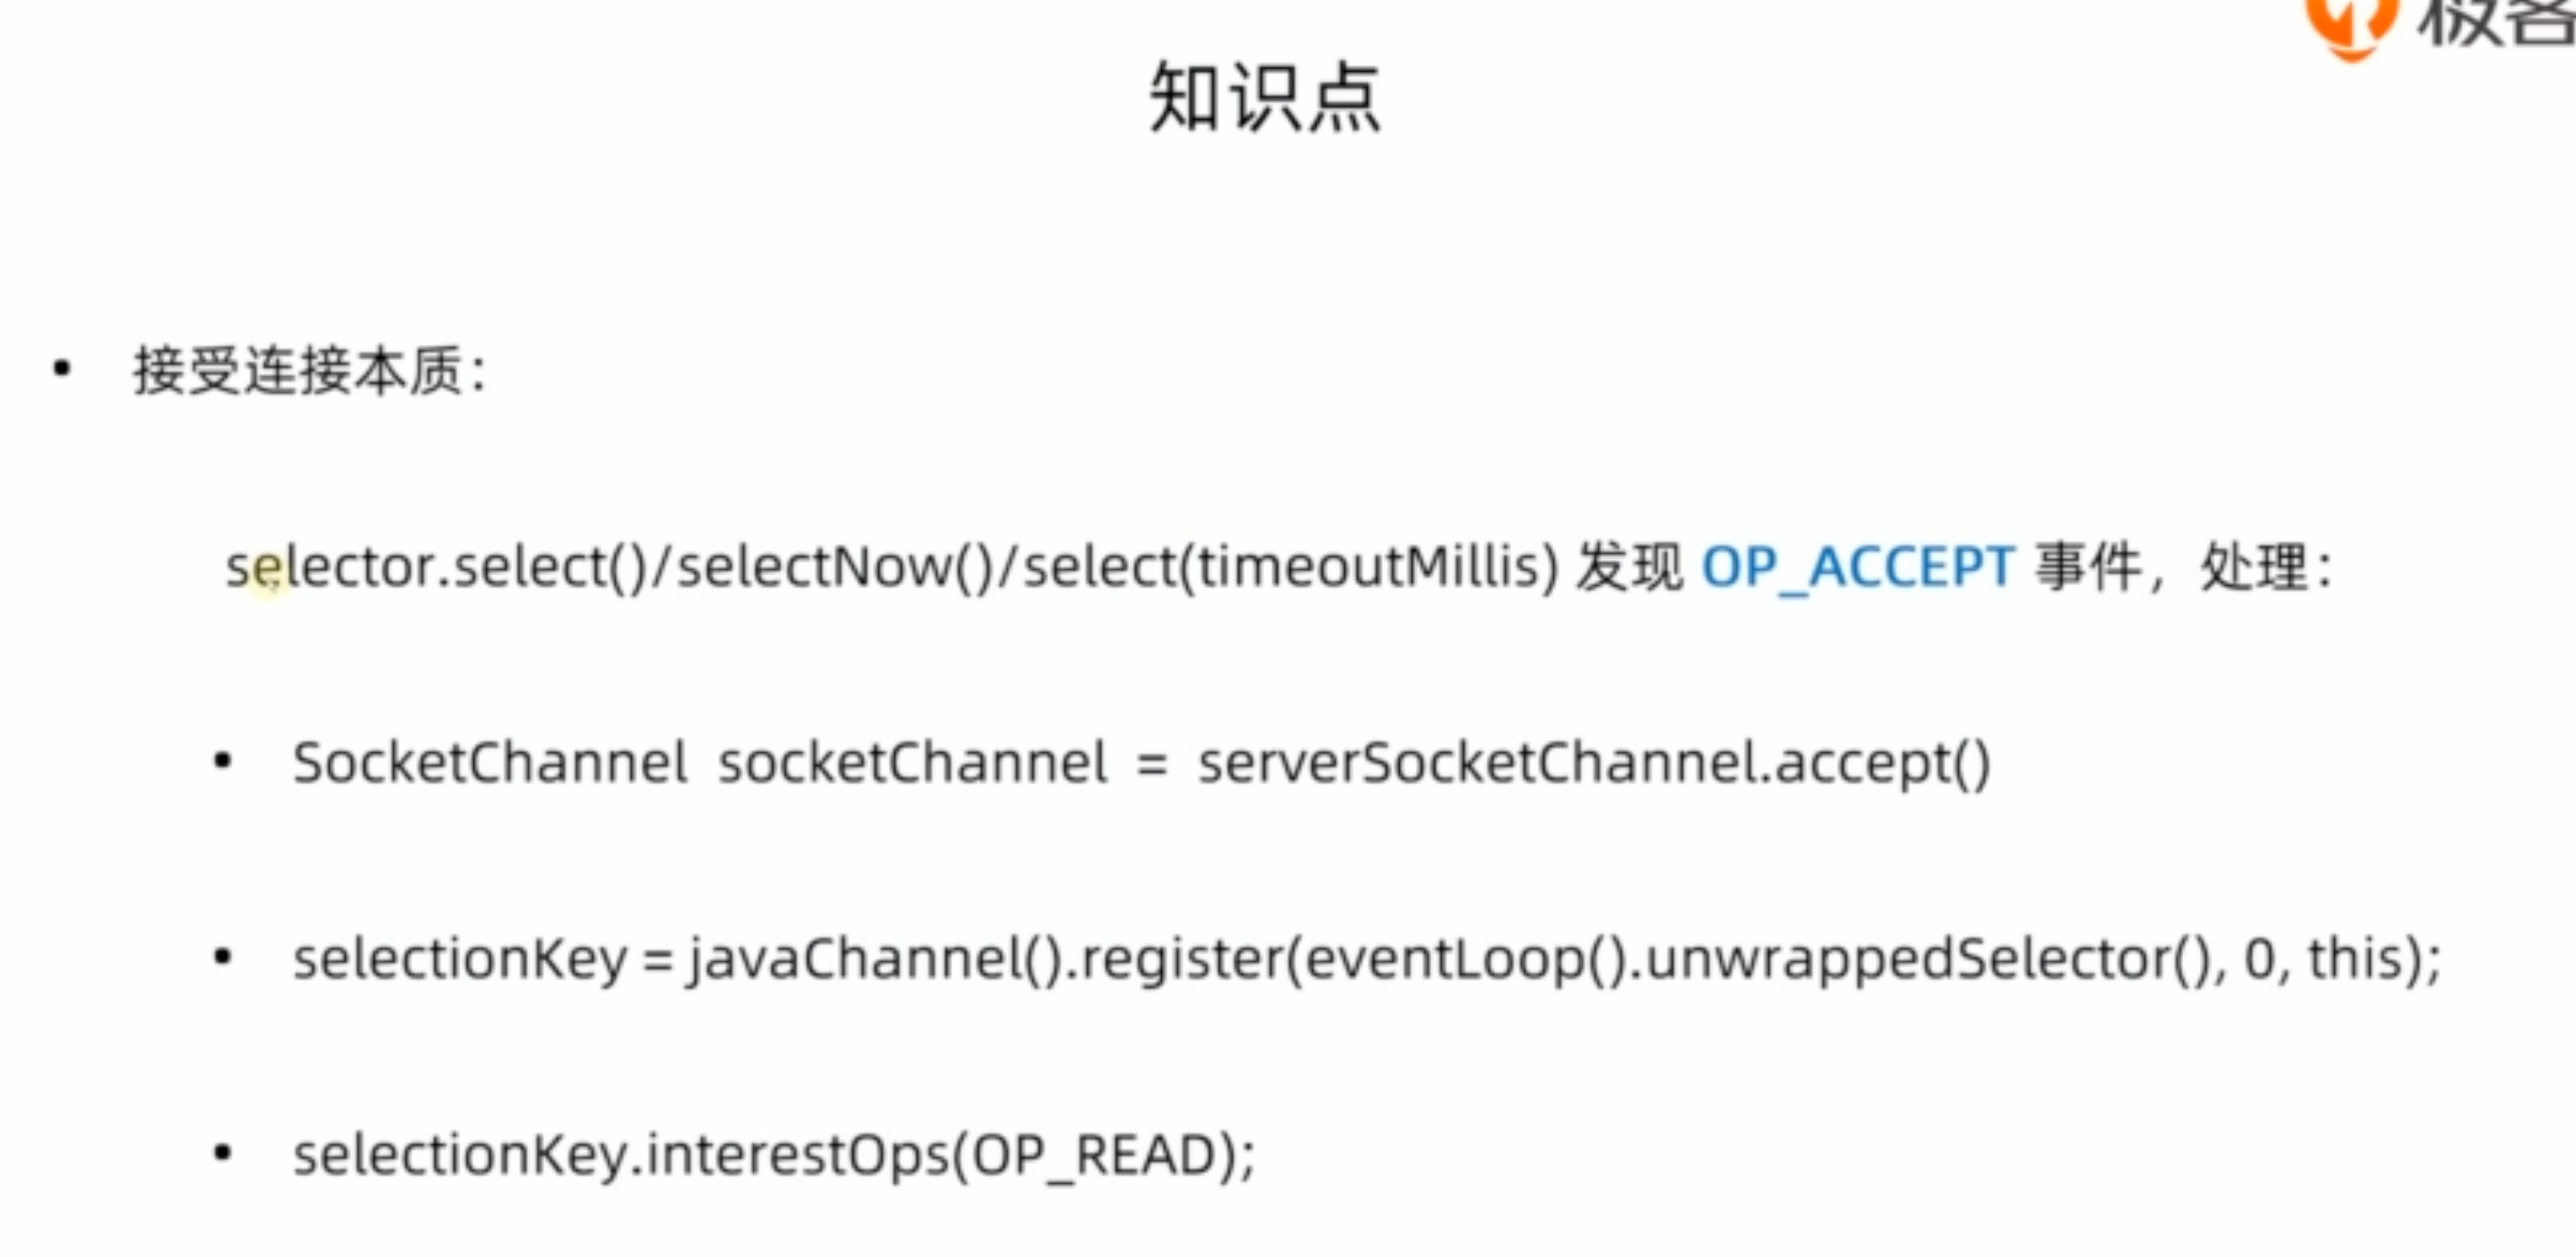 极客
知识点
• 接受连接本质：
selector.select()/selectNow()/select(timeoutMillis) 发现 OP_ACCEPT 事件，处理：
• SocketChannel socketChannel = serverSocketChannel.accept()
• selectionKey = javaChannel().register(eventLoop().unwrappedSelector(), 0, this);
• selectionKey.interestOps(OP_READ);